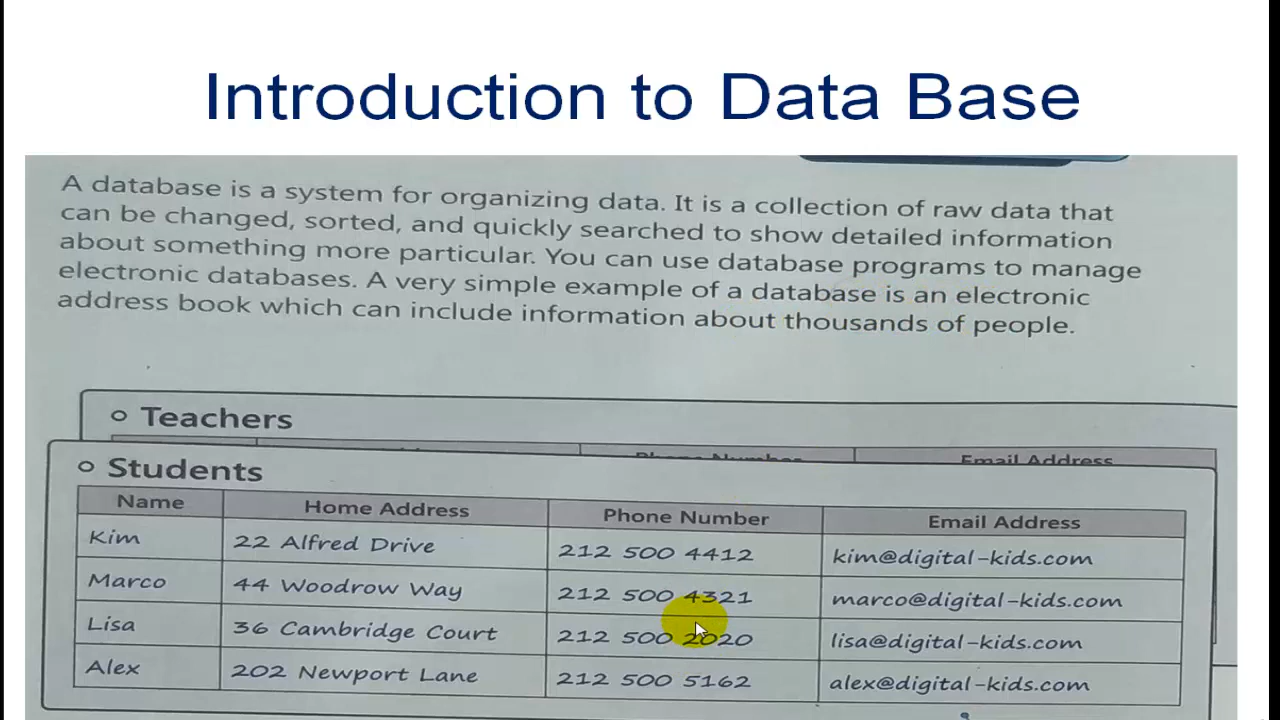 Introduction to Data Base
A database is a system for organizing data. It is a collection of raw data that
can be changed, sorted, and quickly searched to show detailed information
about something more particular. You can use database programs to manage
electronic databases. A very simple example of a database is an electronic
address book which can include information about thousands of people.
Teachers
Phone Number Email Address
Students
Name Home Address Phone Number Email Address
Kim 22 Alfred Drive 212 500 4412 kim@digital-kids.com
Marco 44 Woodrow Way 212 500 4321 marco@digital-kids.com
Lisa 36 Cambridge Court 212 500 2020 lisa@digital-kids.com
Alex 202 Newport Lane 212 500 5162 alex@digital-kids.com